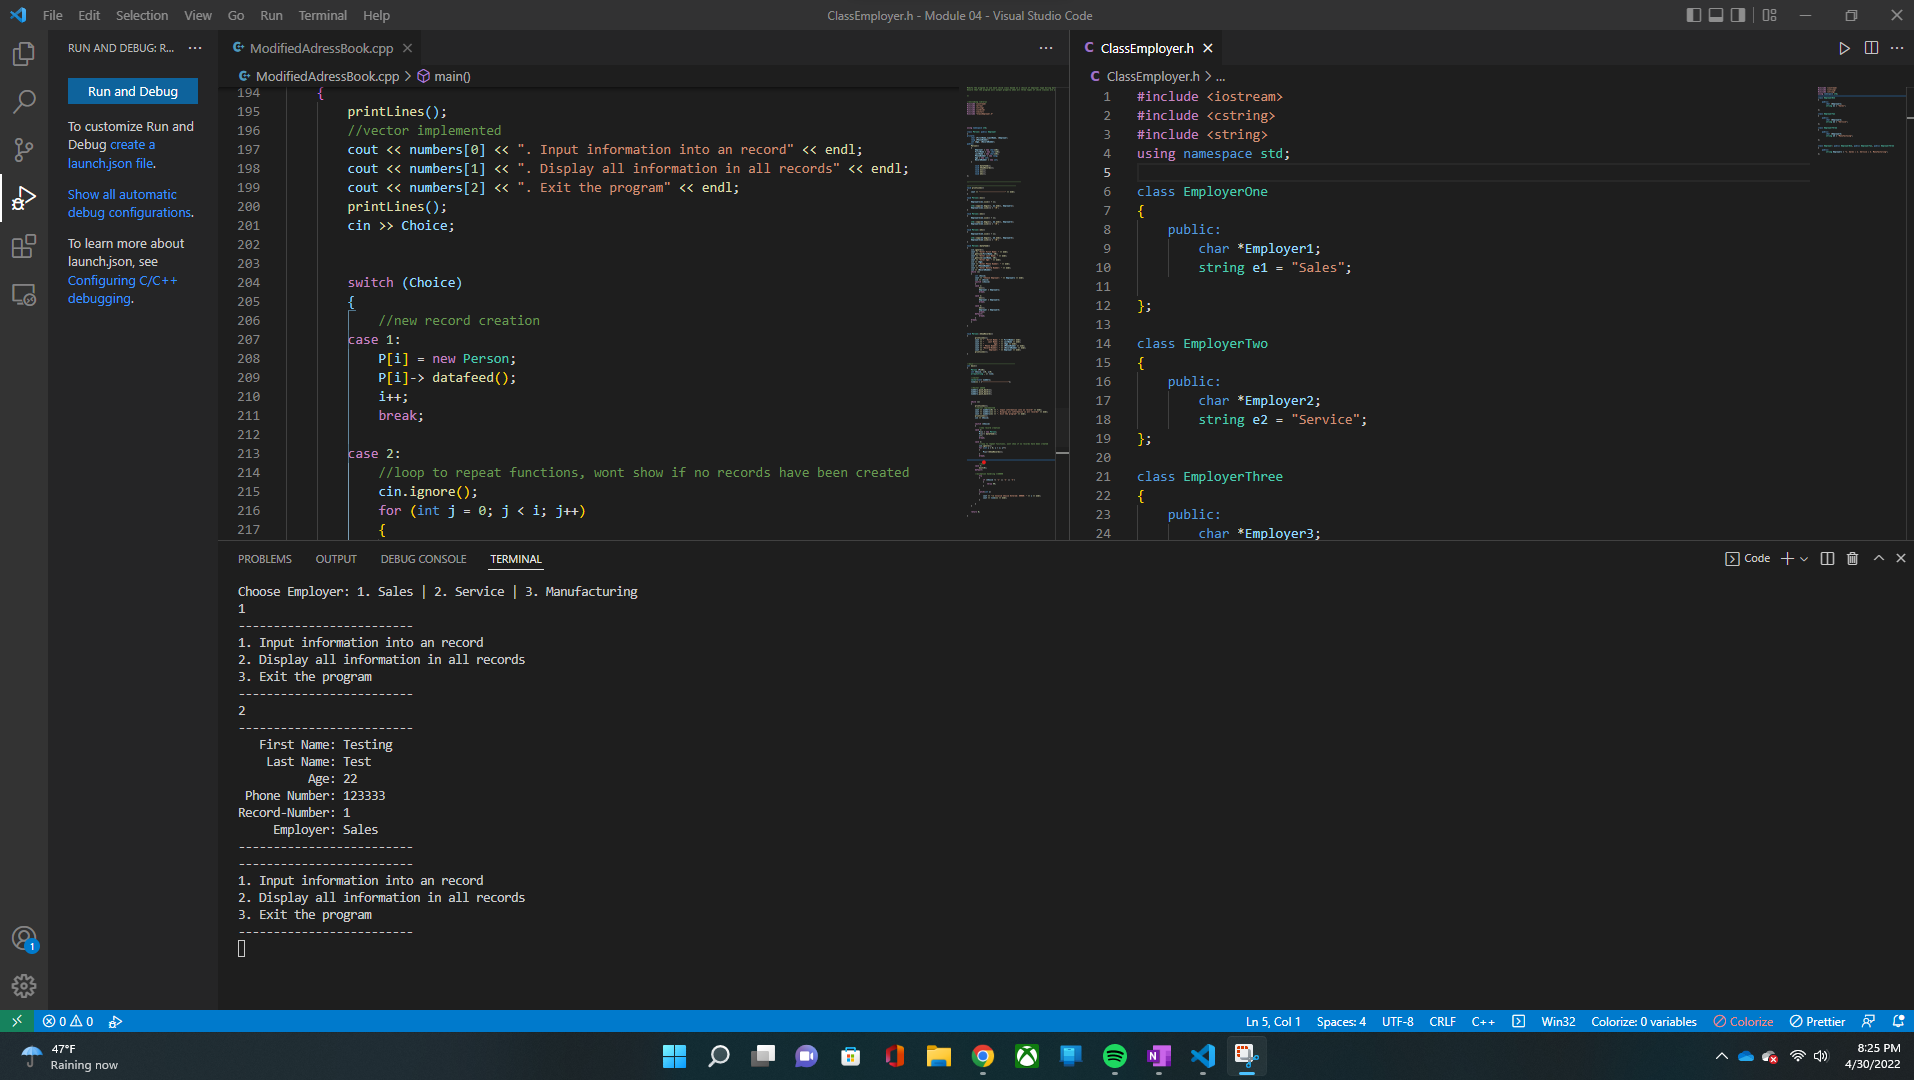 File Edit Selection View Go Run Terminal Help
ClassEmployer.h - Module 04 - Visual Studio Code
RUN AND DEBUG: R... ...
Run and Debug
To customize Run and
Debug create a
launch.json file.
Show all automatic
debug configurations.
To learn more about
launch.json, see
Configuring C/C++
debugging.
ModifiedAdressBook.cpp
ModifiedAdressBook.cpp > main()
194 {
195 printLines();
196 //vector implemented
197 cout << numbers[0] << ". Input information into an record" << endl;
198 cout << numbers[1] << ". Display all information in all records" << endl;
199 cout << numbers[2] << ". Exit the program" << endl;
200 printLines();
201 cin >> Choice;
202
203
204 switch (Choice)
205 {
206 //new record creation
207 case 1:
208 P[i] = new Person;
209 P[i]-> datafeed();
210 i++;
211 break;
212
213 case 2:
214 //loop to repeat functions, wont show if no records have been created
215 cin.ignore();
216 for (int j = 0; j < i; j++)
217 {
ClassEmployer.h
ClassEmployer.h > ...
1 #include <iostream>
2 #include <cstring>
3 #include <string>
4 using namespace std;
5
6 class EmployerOne
7 {
8 public:
9 char *Employer1;
10 string e1 = "Sales";
11
12 };
13
14 class EmployerTwo
15 {
16 public:
17 char *Employer2;
18 string e2 = "Service";
19 };
20
21 class EmployerThree
22 {
23 public:
24 char *Employer3;
PROBLEMS OUTPUT DEBUG CONSOLE TERMINAL
Code
Choose Employer: 1. Sales | 2. Service | 3. Manufacturing
1
-------------------------
1. Input information into an record
2. Display all information in all records
3. Exit the program
-------------------------
2
-------------------------
First Name: Testing
Last Name: Test
Age: 22
Phone Number: 123333
Record-Number: 1
Employer: Sales
-------------------------
-------------------------
1. Input information into an record
2. Display all information in all records
3. Exit the program
-------------------------
1
0 0
Ln 5, Col 1 Spaces: 4 UTF-8 CRLF C++ Win32 Colorize: 0 variables Colorize Prettier
47°F
Raining now
8:25 PM
4/30/2022